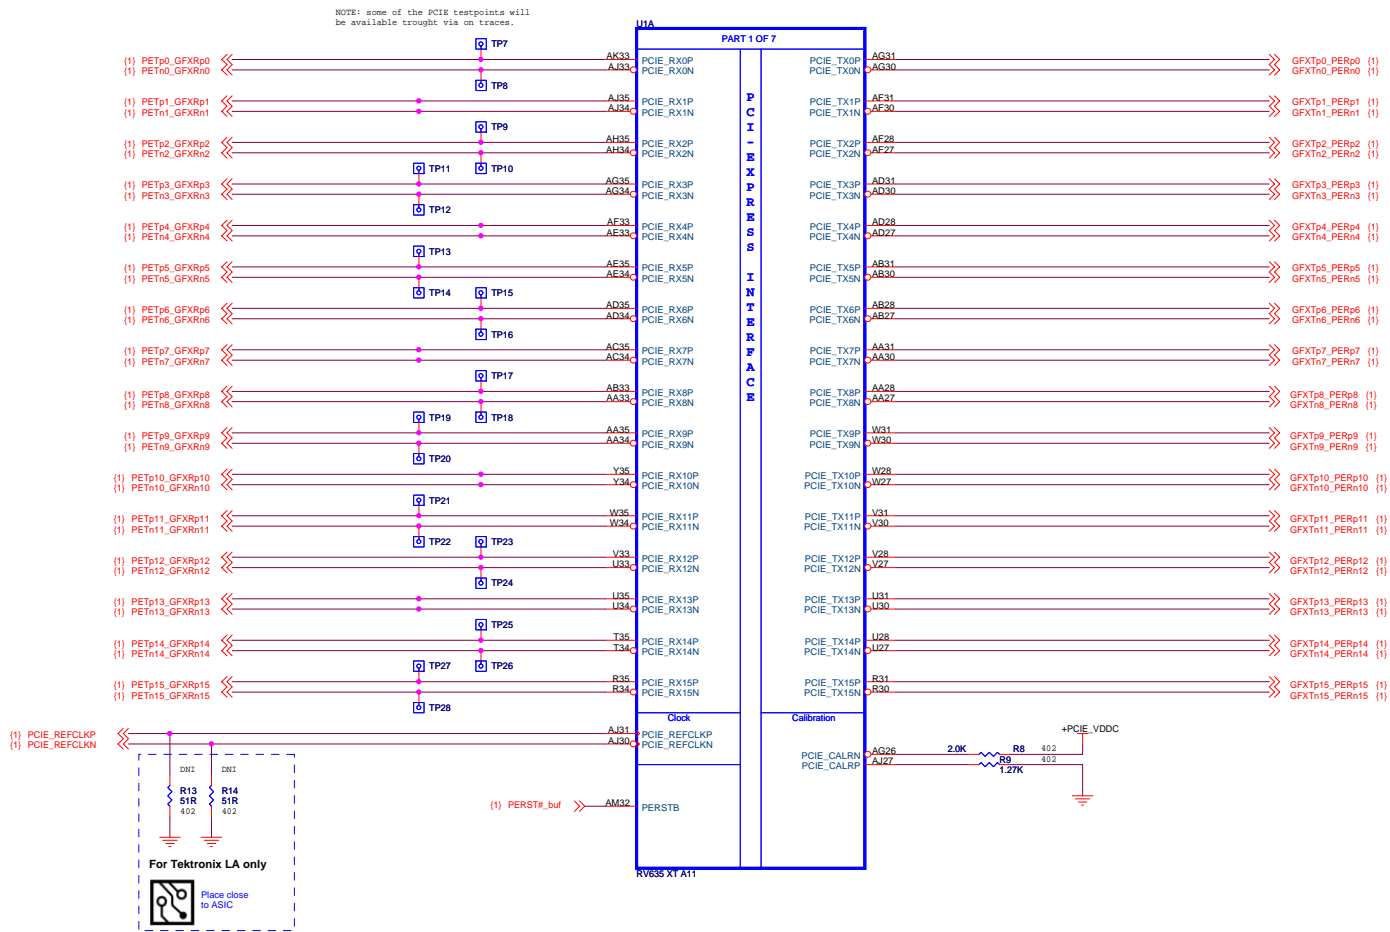 NOTE: some of the PCIE testpoints will
be available trought via on traces.
U1A
PART 1 OF 7
PCI-EXPRESS INTERFACE
TP7
{1} PETp0_GFXRp0 AK33 PCIE_RX0P PCIE_TX0P AG31 GFXTp0_PERp0 {1}
{1} PETn0_GFXRn0 AJ33 PCIE_RX0N PCIE_TX0N AG30 GFXTn0_PERn0 {1}
TP8
{1} PETp1_GFXRp1 AJ35 PCIE_RX1P PCIE_TX1P AF31 GFXTp1_PERp1 {1}
{1} PETn1_GFXRn1 AJ34 PCIE_RX1N PCIE_TX1N AF30 GFXTn1_PERn1 {1}
TP9
{1} PETp2_GFXRp2 AH35 PCIE_RX2P PCIE_TX2P AF28 GFXTp2_PERp2 {1}
{1} PETn2_GFXRn2 AH34 PCIE_RX2N PCIE_TX2N AF27 GFXTn2_PERn2 {1}
TP11 TP10
{1} PETp3_GFXRp3 AG35 PCIE_RX3P PCIE_TX3P AD31 GFXTp3_PERp3 {1}
{1} PETn3_GFXRn3 AG34 PCIE_RX3N PCIE_TX3N AD30 GFXTn3_PERn3 {1}
TP12
{1} PETp4_GFXRp4 AF33 PCIE_RX4P PCIE_TX4P AD28 GFXTp4_PERp4 {1}
{1} PETn4_GFXRn4 AE33 PCIE_RX4N PCIE_TX4N AD27 GFXTn4_PERn4 {1}
TP13
{1} PETp5_GFXRp5 AE35 PCIE_RX5P PCIE_TX5P AB31 GFXTp5_PERp5 {1}
{1} PETn5_GFXRn5 AE34 PCIE_RX5N PCIE_TX5N AB30 GFXTn5_PERn5 {1}
TP14 TP15
{1} PETp6_GFXRp6 AD35 PCIE_RX6P PCIE_TX6P AB28 GFXTp6_PERp6 {1}
{1} PETn6_GFXRn6 AD34 PCIE_RX6N PCIE_TX6N AB27 GFXTn6_PERn6 {1}
TP16
{1} PETp7_GFXRp7 AC35 PCIE_RX7P PCIE_TX7P AA31 GFXTp7_PERp7 {1}
{1} PETn7_GFXRn7 AC34 PCIE_RX7N PCIE_TX7N AA30 GFXTn7_PERn7 {1}
TP17
{1} PETp8_GFXRp8 AB33 PCIE_RX8P PCIE_TX8P AA28 GFXTp8_PERp8 {1}
{1} PETn8_GFXRn8 AA33 PCIE_RX8N PCIE_TX8N AA27 GFXTn8_PERn8 {1}
TP19 TP18
{1} PETp9_GFXRp9 AA35 PCIE_RX9P PCIE_TX9P W31 GFXTp9_PERp9 {1}
{1} PETn9_GFXRn9 AA34 PCIE_RX9N PCIE_TX9N W30 GFXTn9_PERn9 {1}
TP20
{1} PETp10_GFXRp10 Y35 PCIE_RX10P PCIE_TX10P W28 GFXTp10_PERp10 {1}
{1} PETn10_GFXRn10 Y34 PCIE_RX10N PCIE_TX10N W27 GFXTn10_PERn10 {1}
TP21
{1} PETp11_GFXRp11 W35 PCIE_RX11P PCIE_TX11P V31 GFXTp11_PERp11 {1}
{1} PETn11_GFXRn11 W34 PCIE_RX11N PCIE_TX11N V30 GFXTn11_PERn11 {1}
TP22 TP23
{1} PETp12_GFXRp12 V33 PCIE_RX12P PCIE_TX12P V28 GFXTp12_PERp12 {1}
{1} PETn12_GFXRn12 U33 PCIE_RX12N PCIE_TX12N V27 GFXTn12_PERn12 {1}
TP24
{1} PETp13_GFXRp13 U35 PCIE_RX13P PCIE_TX13P U31 GFXTp13_PERp13 {1}
{1} PETn13_GFXRn13 U34 PCIE_RX13N PCIE_TX13N U30 GFXTn13_PERn13 {1}
TP25
{1} PETp14_GFXRp14 T35 PCIE_RX14P PCIE_TX14P U28 GFXTp14_PERp14 {1}
{1} PETn14_GFXRn14 T34 PCIE_RX14N PCIE_TX14N U27 GFXTn14_PERn14 {1}
TP27 TP26
{1} PETp15_GFXRp15 R35 PCIE_RX15P PCIE_TX15P R31 GFXTp15_PERp15 {1}
{1} PETn15_GFXRn15 R34 PCIE_RX15N PCIE_TX15N R30 GFXTn15_PERn15 {1}
TP28
Clock Calibration
{1} PCIE_REFCLKP AJ31 PCIE_REFCLKP +PCIE_VDDC
{1} PCIE_REFCLKN AJ30 PCIE_REFCLKN
PCIE_CALRN AG26 2.0K R8 402
PCIE_CALRP AJ27 R9 402
1.27K
DNI DNI
R13 R14
51R 51R
402 402
{1} PERST#_buf AM32 PERSTB
For Tektronix LA only
Place close
to ASIC
RV635 XT A11